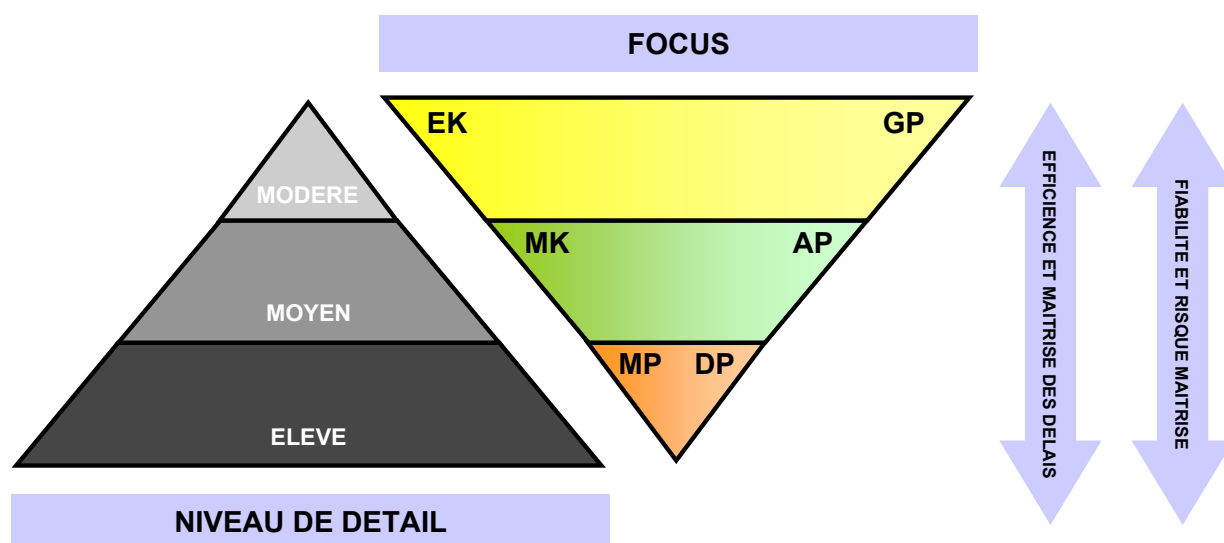 FOCUS
EK GP
MODERE
MK AP
MOYEN
MP DP
ELEVE
NIVEAU DE DETAIL
EFFICIENCE ET MAITRISE DES DELAIS
FIABILITE ET RISQUE MAITRISE